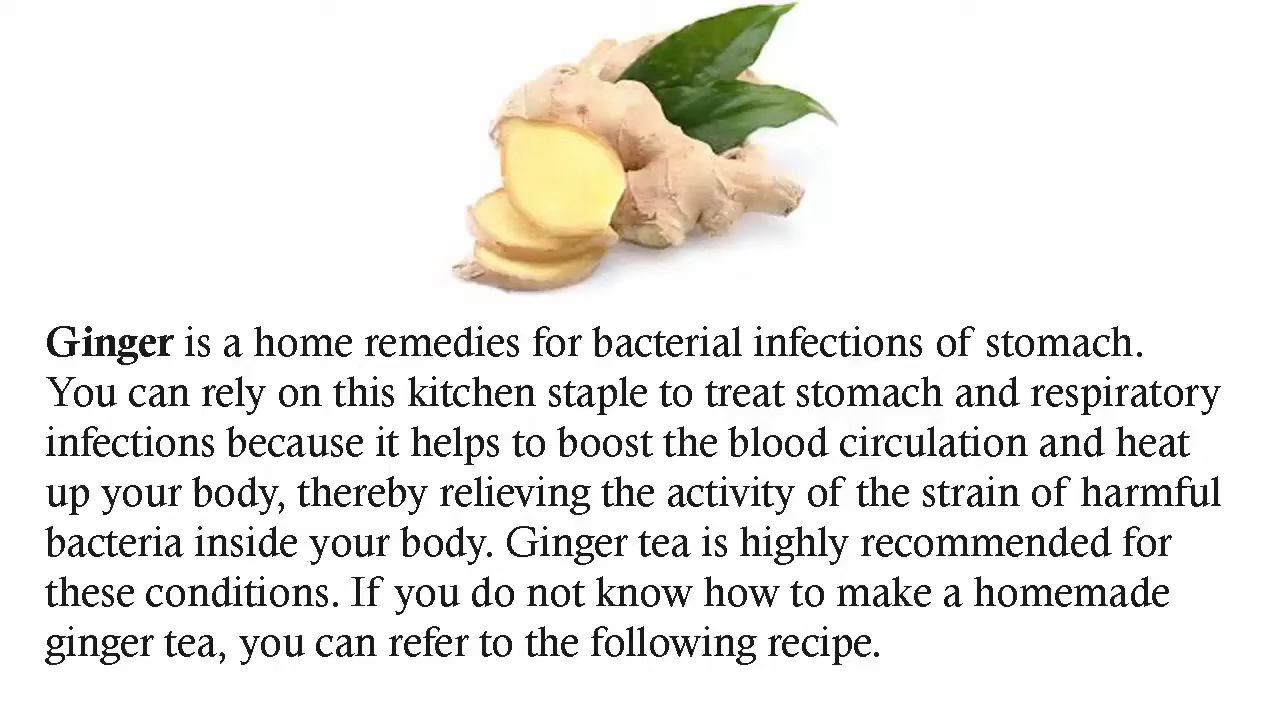 Ginger is a home remedies for bacterial infections of stomach.
You can rely on this kitchen staple to treat stomach and respiratory
infections because it helps to boost the blood circulation and heat
up your body, thereby relieving the activity of the strain of harmful
bacteria inside your body. Ginger tea is highly recommended for
these conditions. If you do not know how to make a homemade
ginger tea, you can refer to the following recipe.